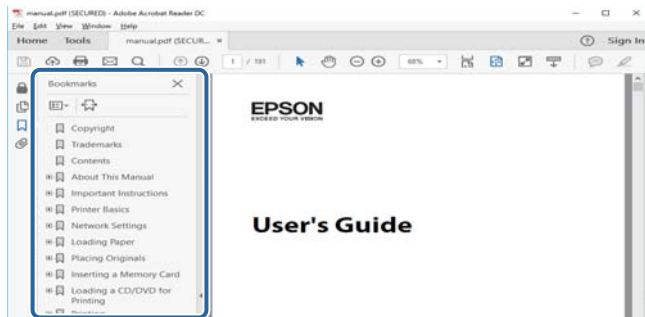 manual.pdf (SECURED) - Adobe Acrobat Reader DC
File Edit View Window Help
Home Tools manual.pdf (SECUR... × Sign In
1 / 191 60%
Bookmarks
Copyright
Trademarks
Contents
About This Manual
Important Instructions
Printer Basics
Network Settings
Loading Paper
Placing Originals
Inserting a Memory Card
Loading a CD/DVD for
Printing
Printing
EPSON
EXCEED YOUR VISION
User's Guide